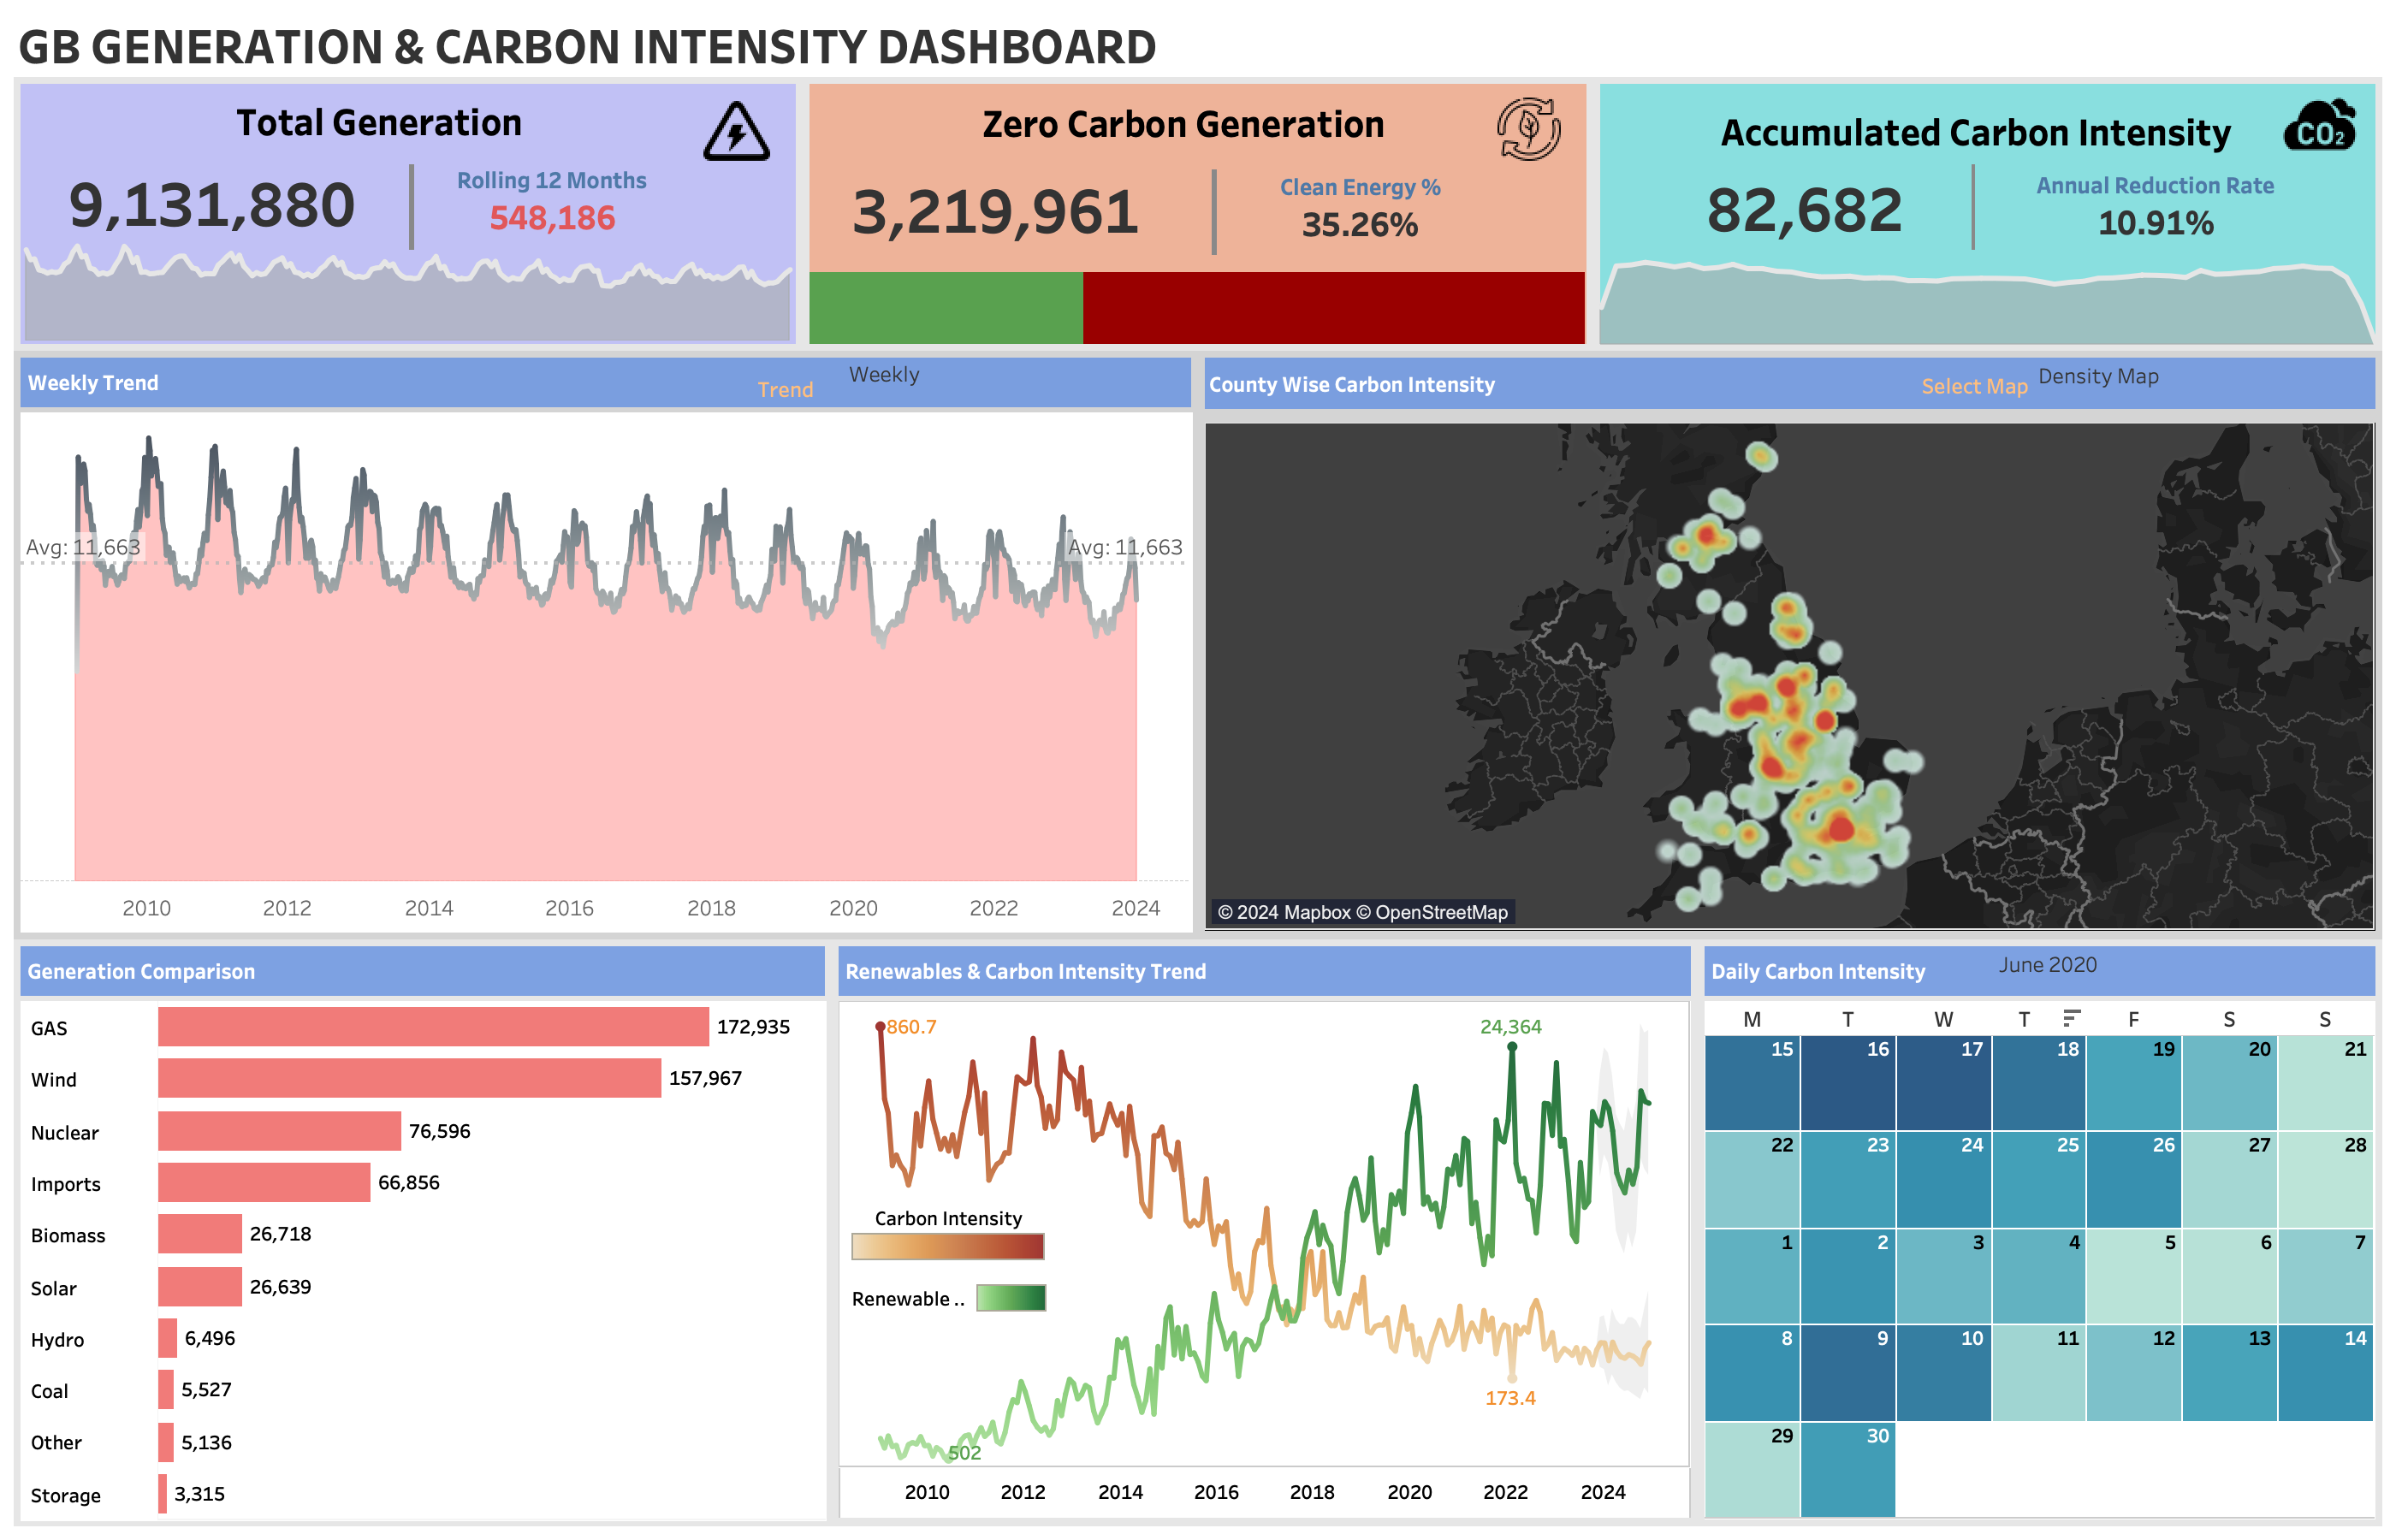 GB GENERATION & CARBON INTENSITY DASHBOARD
Total Generation
9,131,880
Rolling 12 Months
548,186
Zero Carbon Generation
3,219,961
Clean Energy %
35.26%
Accumulated Carbon Intensity
CO2
82,682
Annual Reduction Rate
10.91%
Weekly Trend
Trend
Weekly
Avg: 11,663
Avg: 11,663
2010 2012 2014 2016 2018 2020 2022 2024
County Wise Carbon Intensity
Select Map
Density Map
© 2024 Mapbox © OpenStreetMap
Generation Comparison
GAS 172,935
Wind 157,967
Nuclear 76,596
Imports 66,856
Biomass 26,718
Solar 26,639
Hydro 6,496
Coal 5,527
Other 5,136
Storage 3,315
Renewables & Carbon Intensity Trend
860.7
24,364
Carbon Intensity
Renewable ..
173.4
502
2010 2012 2014 2016 2018 2020 2022 2024
Daily Carbon Intensity
June 2020
M T W T F S S
15 16 17 18 19 20 21
22 23 24 25 26 27 28
1 2 3 4 5 6 7
8 9 10 11 12 13 14
29 30